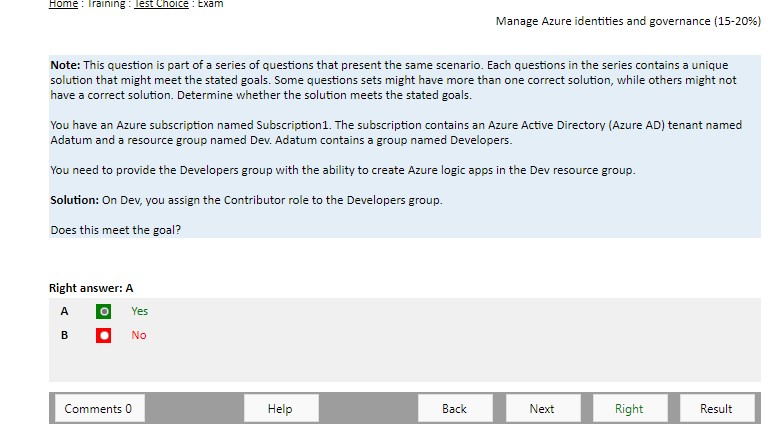 Home : Training : Test Choice : Exam
Manage Azure identities and governance (15-20%)
Note: This question is part of a series of questions that present the same scenario. Each questions in the series contains a unique
solution that might meet the stated goals. Some questions sets might have more than one correct solution, while others might not
have a correct solution. Determine whether the solution meets the stated goals.
You have an Azure subscription named Subscription1. The subscription contains an Azure Active Directory (Azure AD) tenant named
Adatum and a resource group named Dev. Adatum contains a group named Developers.
You need to provide the Developers group with the ability to create Azure logic apps in the Dev resource group.
Solution: On Dev, you assign the Contributor role to the Developers group.
Does this meet the goal?
Right answer: A
A Yes
B No
Comments 0 Help Back Next Right Result